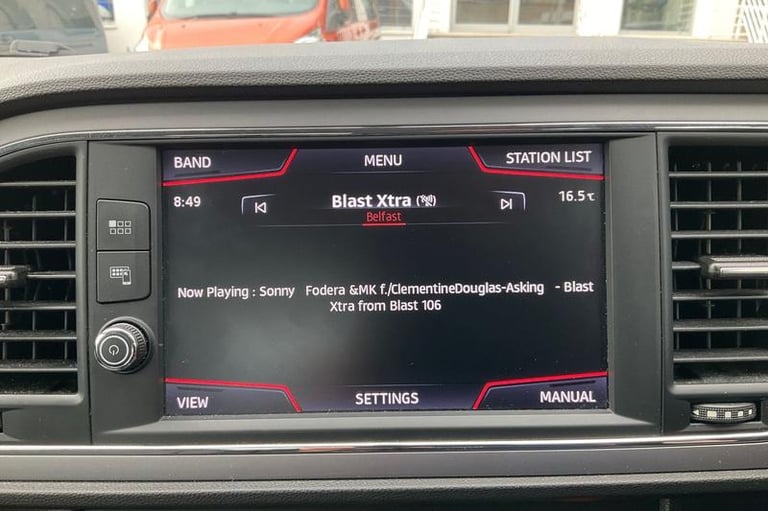 BAND MENU STATION LIST
8:49 Blast Xtra 16.5℃
Belfast
Now Playing : Sonny Fodera &MK f./ClementineDouglas-Asking - Blast
Xtra from Blast 106
VIEW SETTINGS MANUAL